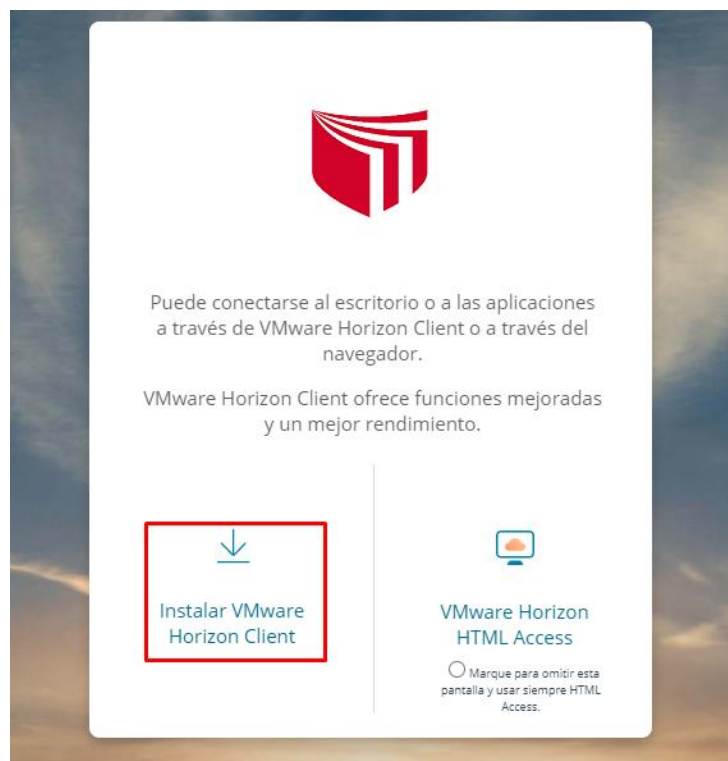 Puede conectarse al escritorio o a las aplicaciones
a través de VMware Horizon Client o a través del
navegador.
VMware Horizon Client ofrece funciones mejoradas
y un mejor rendimiento.
Instalar VMware
Horizon Client
VMware Horizon
HTML Access
Marque para omitir esta
pantalla y usar siempre HTML
Access.